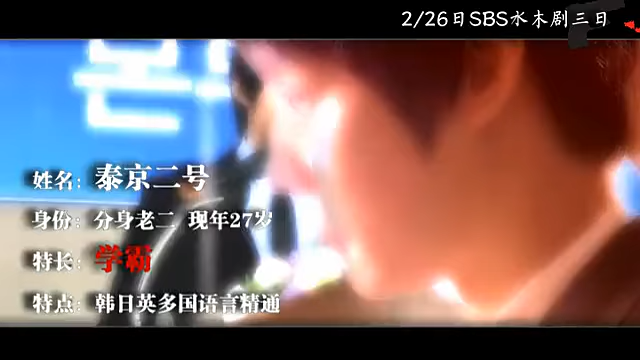 2/26日SBS水木剧三日
본부
姓名：泰京二号
身份：分身老二 现年27岁
特长：学霸
特点：韩日英多国语言精通